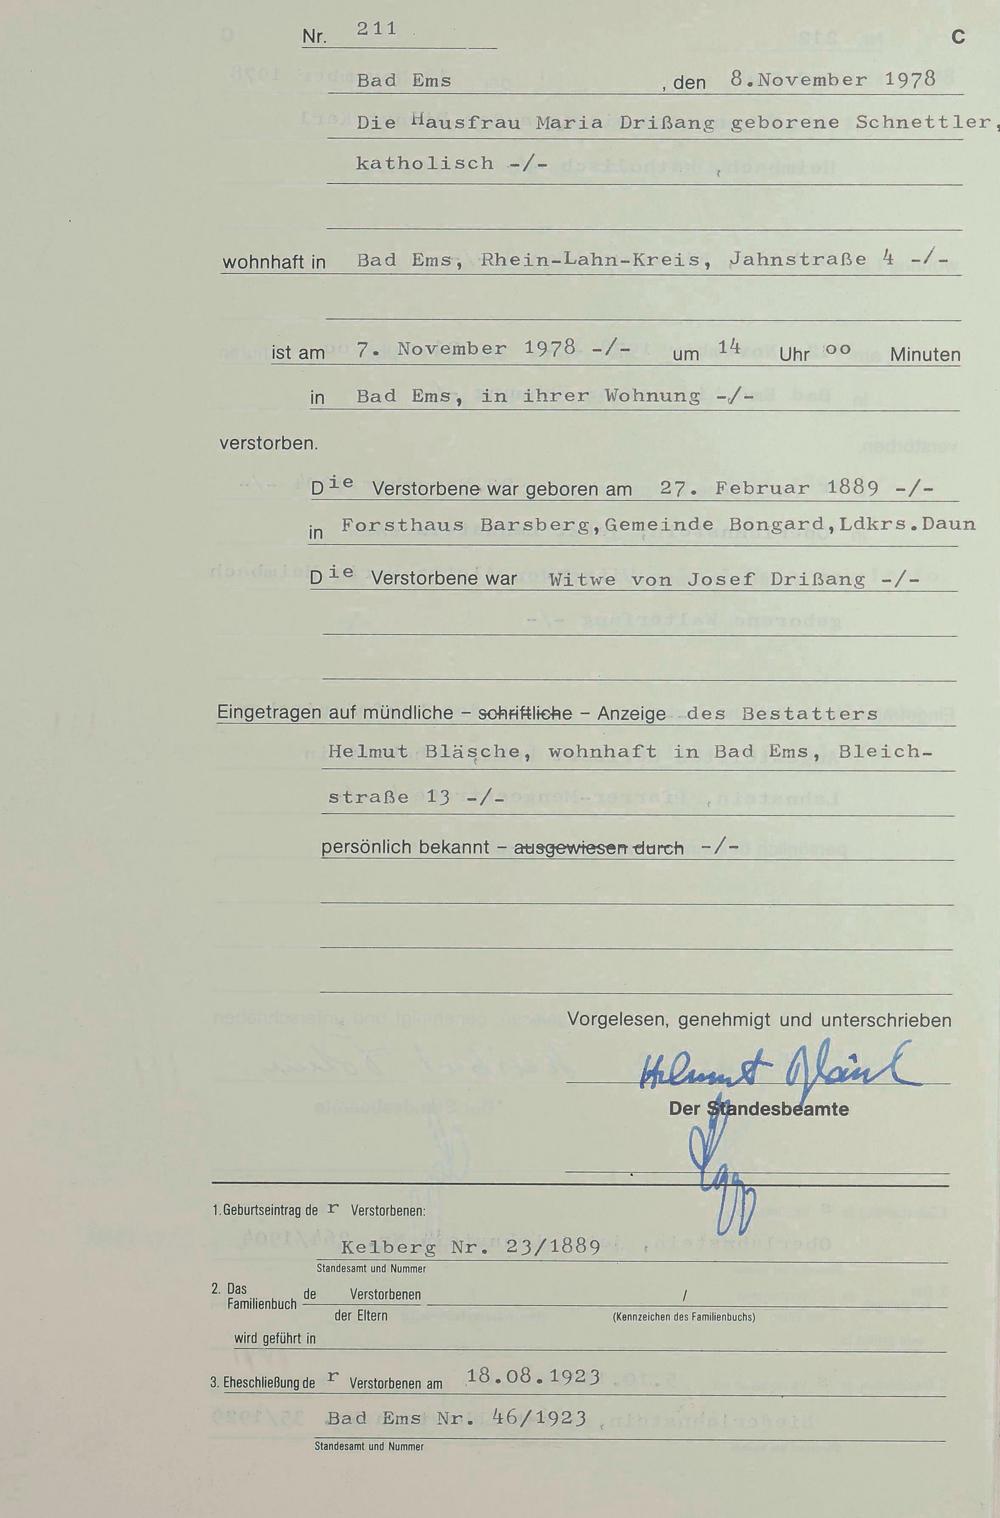 Nr. 211 C
Bad Ems , den 8.November 1978
Die Hausfrau Maria Drißang geborene Schnettler,
katholisch -/-
wohnhaft in Bad Ems, Rhein-Lahn-Kreis, Jahnstraße 4 -/-
ist am 7. November 1978 -/- um 14 Uhr 00 Minuten
in Bad Ems, in ihrer Wohnung -/-
verstorben.
Die Verstorbene war geboren am 27. Februar 1889 -/-
in Forsthaus Barsberg,Gemeinde Bongard,Ldkrs.Daun
Die Verstorbene war Witwe von Josef Drißang -/-
Eingetragen auf mündliche – schriftliche – Anzeige des Bestatters
Helmut Bläsche, wohnhaft in Bad Ems, Bleich-
straße 13 -/-
persönlich bekannt – ausgewiesen durch -/-
Vorgelesen, genehmigt und unterschrieben
Helmut
Der Standesbeamte
1. Geburtseintrag de r Verstorbenen:
Kelberg Nr. 23/1889
Standesamt und Nummer
2. Das Familienbuch de Verstorbenen /
der Eltern (Kennzeichen des Familienbuchs)
wird geführt in
3. Eheschließung de r Verstorbenen am 18.08.1923
Bad Ems Nr. 46/1923
Standesamt und Nummer